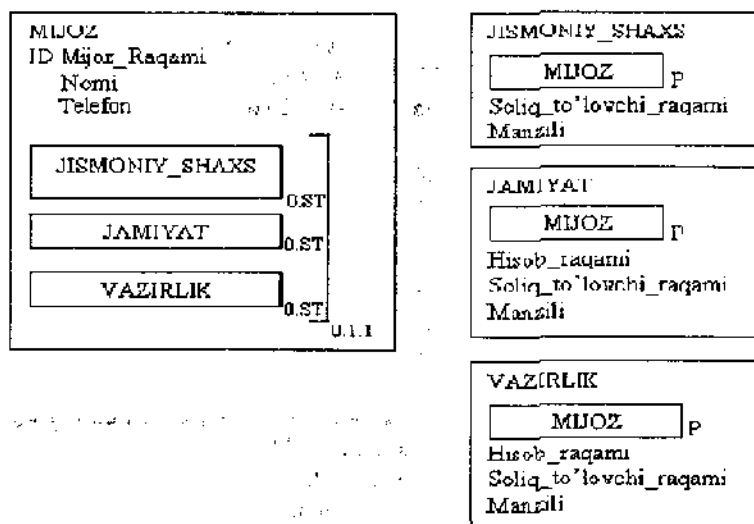 MIJOZ
ID Mijoz_Raqami
Nomi
Telefon
JISMONIY_SHAXS
0.ST
JAMIYAT
0.ST
VAZIRLIK
0.ST
0.1.1
JISMONIY_SHAXS
MIJOZ P
Soliq_to'lovchi_raqami
Manzili
JAMIYAT
MIJOZ P
Hisob_raqami
Soliq_to'lovchi_raqami
Manzili
VAZIRLIK
MIJOZ P
Hisob_raqami
Soliq_to'lovchi_raqami
Manzili